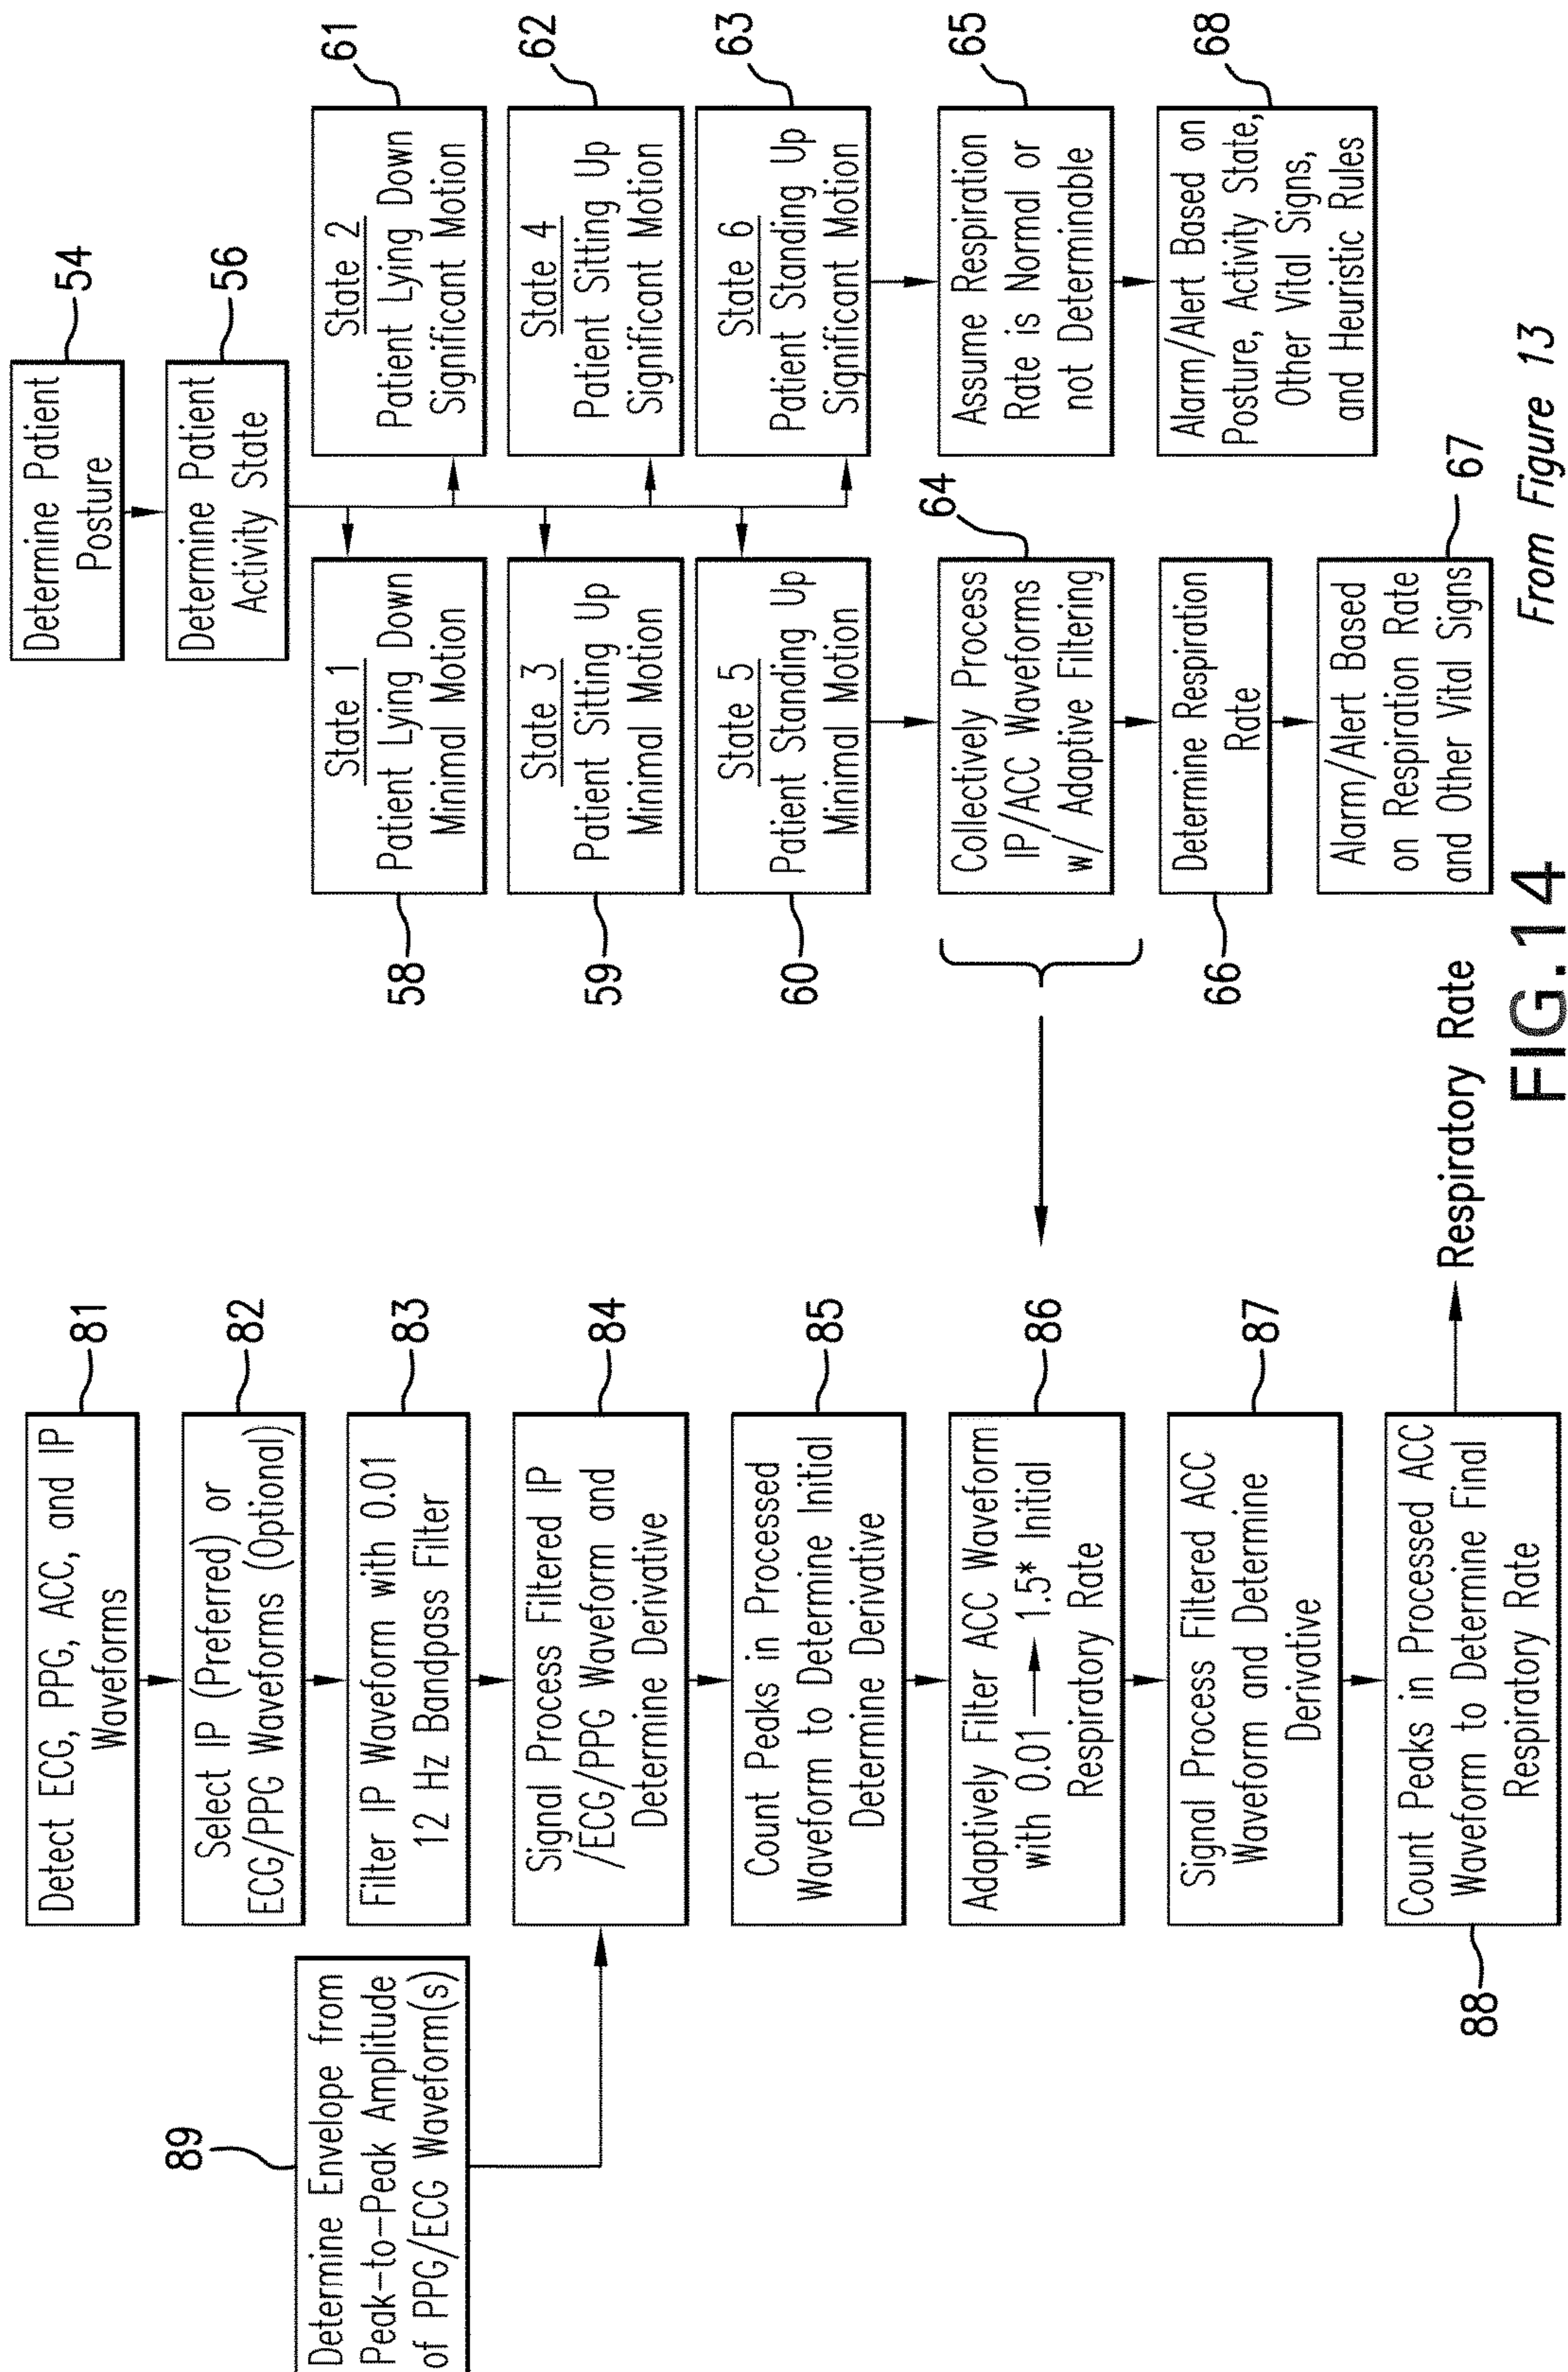 89
Determine Envelope from
Peak-to-Peak Amplitude
of PPG/ECG Waveform(s)
Detect ECG, PPG, ACC, and IP
Waveforms
81
Select IP (Preferred) or
ECG/PPG Waveforms (Optional)
82
Filter IP Waveform with 0.01
12 Hz Bandpass Filter
83
Signal Process Filtered IP
/ECG/PPG Waveform and
Determine Derivative
84
Count Peaks in Processed
Waveform to Determine Initial
Determine Derivative
85
Adaptively Filter ACC Waveform
with 0.01 → 1.5* Initial
Respiratory Rate
86
Signal Process Filtered ACC
Waveform and Determine
Derivative
87
Count Peaks in Processed ACC
Waveform to Determine Final
Respiratory Rate
88
Respiratory Rate
Determine Patient
Posture
54
Determine Patient
Activity State
56
State 1
Patient Lying Down
Minimal Motion
58
State 2
Patient Lying Down
Significant Motion
61
State 3
Patient Sitting Up
Minimal Motion
59
State 4
Patient Sitting Up
Significant Motion
62
State 5
Patient Standing Up
Minimal Motion
60
State 6
Patient Standing Up
Significant Motion
63
Collectively Process
IP/ACC Waveforms
w/ Adaptive Filtering
64
Assume Respiration
Rate is Normal or
not Determinable
65
Determine Respiration
Rate
66
Alarm/Alert Based
on Respiration Rate
and Other Vital Signs
67
Alarm/Alert Based on
Posture, Activity State,
Other Vital Signs,
and Heuristic Rules
68
FIG.14
From Figure 13